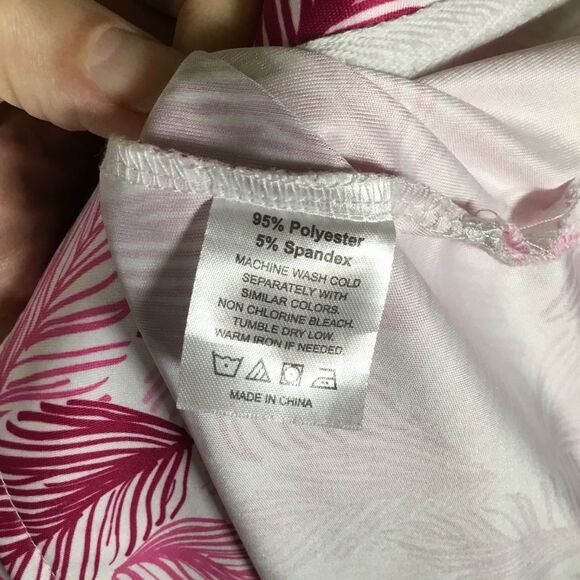 95% Polyester
5% Spandex
MACHINE WASH COLD
SEPARATELY WITH
SIMILAR COLORS.
NON CHLORINE BLEACH.
TUMBLE DRY LOW.
WARM IRON IF NEEDED.
MADE IN CHINA